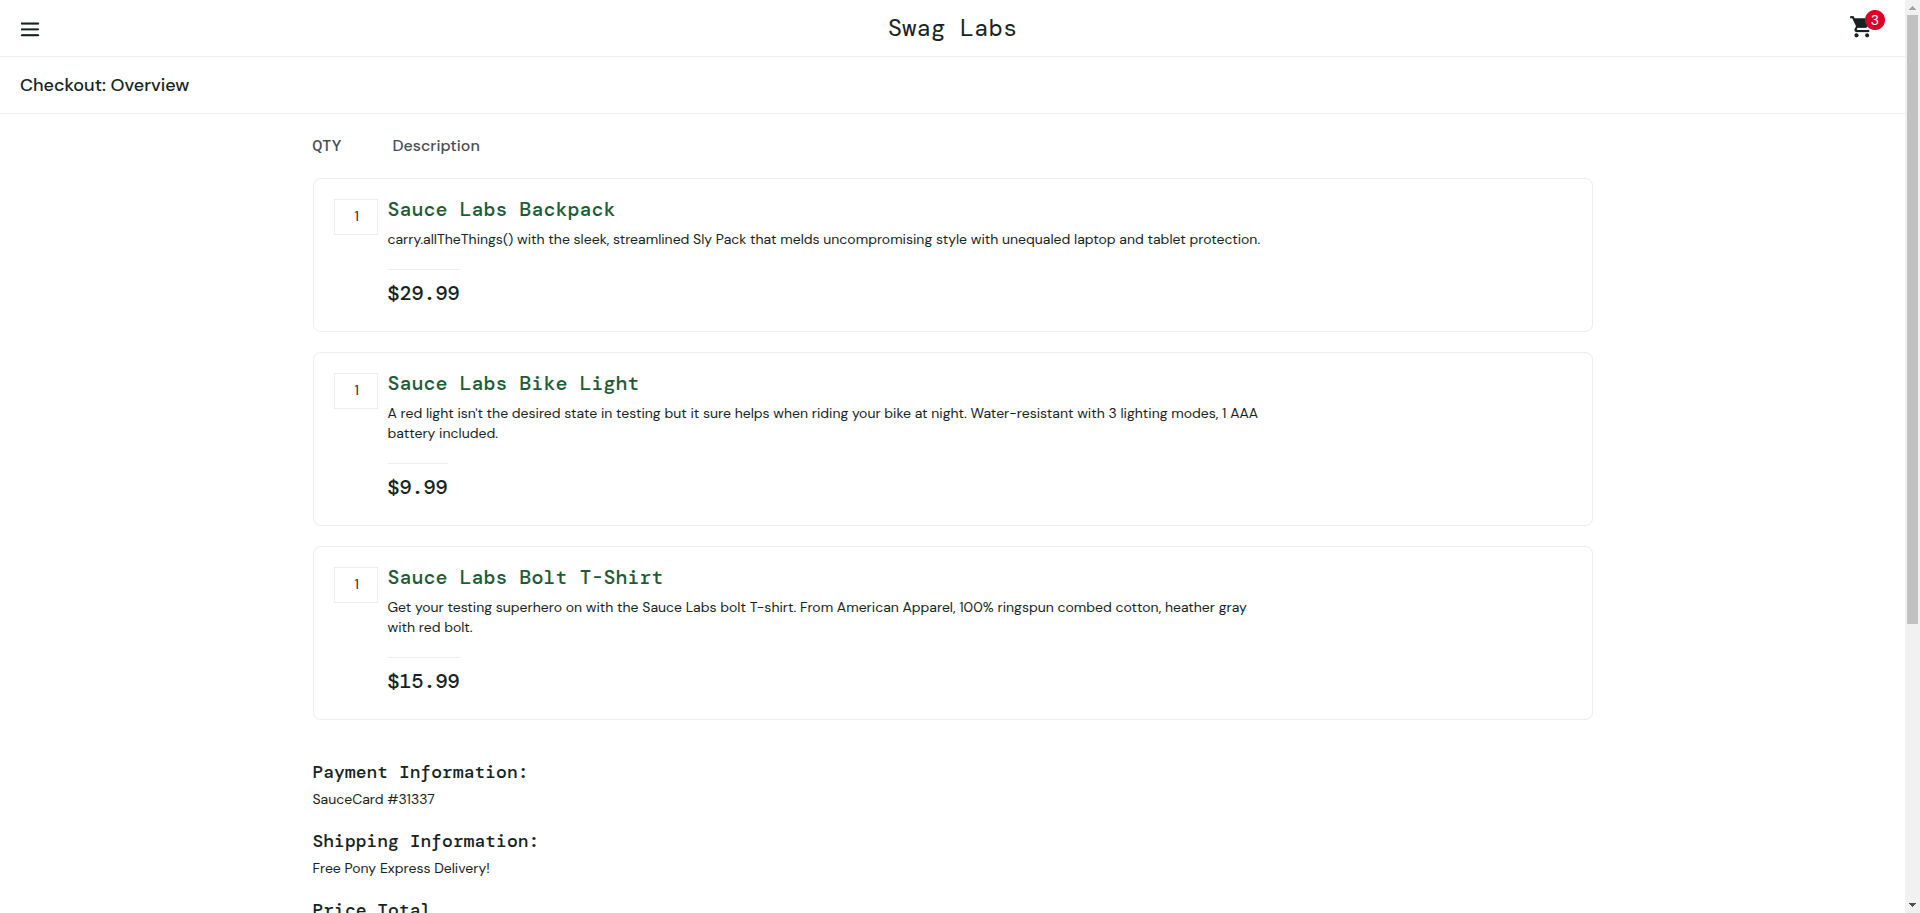 Swag Labs
3
Checkout: Overview
QTY Description
1
Sauce Labs Backpack
carry.allTheThings() with the sleek, streamlined Sly Pack that melds uncompromising style with unequaled laptop and tablet protection.
$29.99
1
Sauce Labs Bike Light
A red light isn't the desired state in testing but it sure helps when riding your bike at night. Water-resistant with 3 lighting modes, 1 AAA
battery included.
$9.99
1
Sauce Labs Bolt T-Shirt
Get your testing superhero on with the Sauce Labs bolt T-shirt. From American Apparel, 100% ringspun combed cotton, heather gray
with red bolt.
$15.99
Payment Information:
SauceCard #31337
Shipping Information:
Free Pony Express Delivery!
Price Total